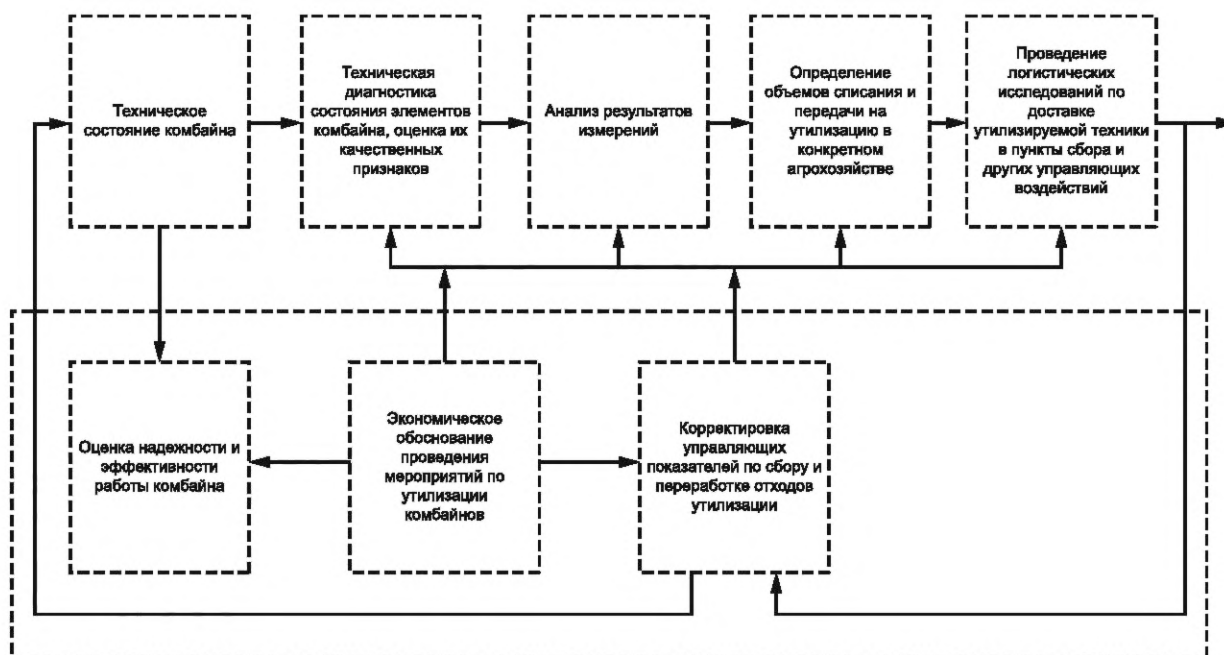 Техническое
состояние комбайна
Техническая
диагностика
состояния элементов
комбайна, оценка их
качественных
признаков
Анализ результатов
измерений
Определение
объемов списания и
передачи на
утилизацию в
конкретном
агрохозяйстве
Проведение
логистических
исследований по
доставке
утилизируемой техники
в пункты сбора и
других управляющих
воздействий
Оценка надежности и
эффективности
работы комбайна
Экономическое
обоснование
проведения
мероприятий по
утилизации
комбайнов
Корректировка
управляющих
показателей по сбору и
переработке отходов
утилизации